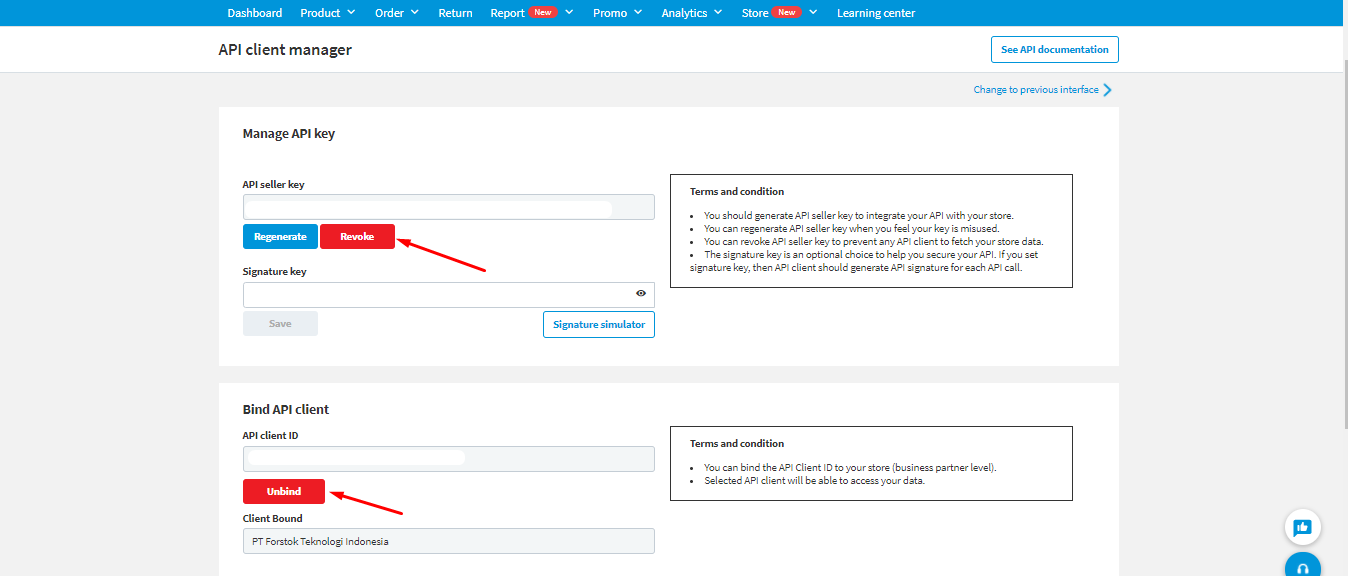 Dashboard Product Order Return Report New Promo Analytics Store New Learning center
API client manager
See API documentation
Change to previous interface
Manage API key
API seller key
Regenerate Revoke
Signature key
Save Signature simulator
Terms and condition
• You should generate API seller key to integrate your API with your store.
• You can regenerate API seller key when you feel your key is misused.
• You can revoke API seller key to prevent any API client to fetch your store data.
• The signature key is an optional choice to help you secure your API. If you set
signature key, then API client should generate API signature for each API call.
Bind API client
API client ID
Unbind
Client Bound
PT Forstok Teknologi Indonesia
Terms and condition
• You can bind the API Client ID to your store (business partner level).
• Selected API client will be able to access your data.